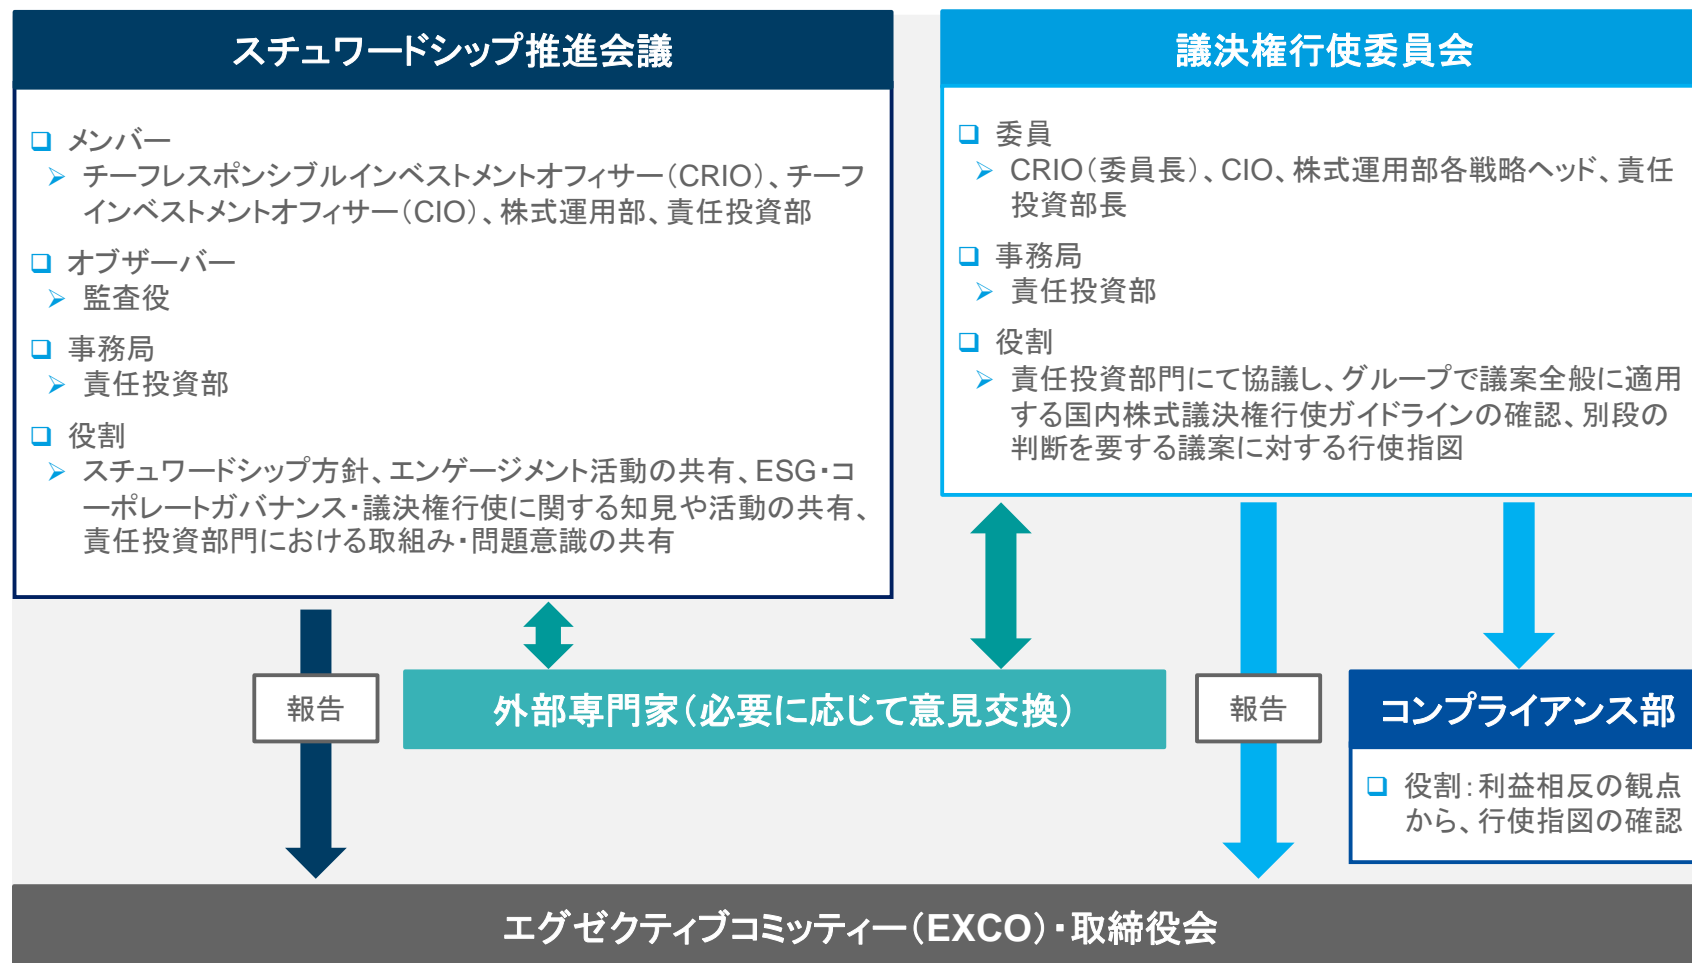 スチュワードシップ推進会議
メンバー
チーフレスポンシブルインベストメントオフィサー（CRIO）、チーフ
インベストメントオフィサー（CIO）、株式運用部、責任投資部
オブザーバー
監査役
事務局
責任投資部
役割
スチュワードシップ方針、エンゲージメント活動の共有、ESG・コ
ーポレートガバナンス・議決権行使に関する知見や活動の共有、
責任投資部門における取組み・問題意識の共有
議決権行使委員会
委員
CRIO（委員長）、CIO、株式運用部各戦略ヘッド、責任
投資部長
事務局
責任投資部
役割
責任投資部門にて協議し、グループで議案全般に適用
する国内株式議決権行使ガイドラインの確認、別段の
判断を要する議案に対する行使指図
報告
外部専門家（必要に応じて意見交換）
報告
コンプライアンス部
役割：利益相反の観点
から、行使指図の確認
エグゼクティブコミッティー（EXCO）・取締役会